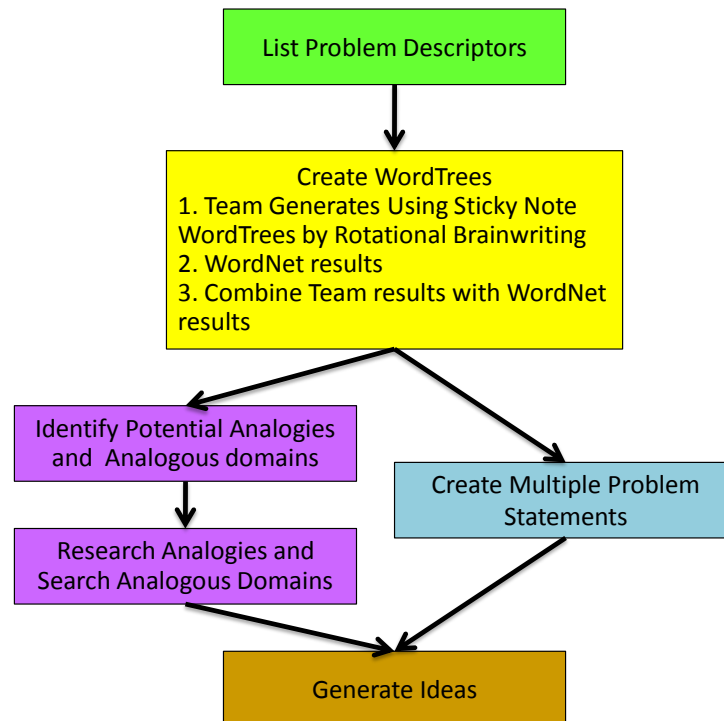 List Problem Descriptors
Create WordTrees
1. Team Generates Using Sticky Note
WordTrees by Rotational Brainwriting
2. WordNet results
3. Combine Team results with WordNet
results
Identify Potential Analogies
and  Analogous domains
Create Multiple Problem
Statements
Research Analogies and
Search Analogous Domains
Generate Ideas